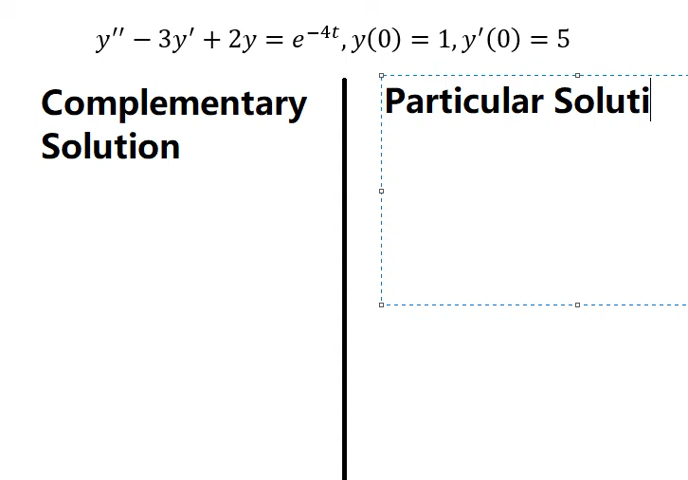 y′′ − 3y′ + 2y = e⁻⁴ᵗ, y(0) = 1, y′(0) = 5
Complementary
Solution
Particular Soluti